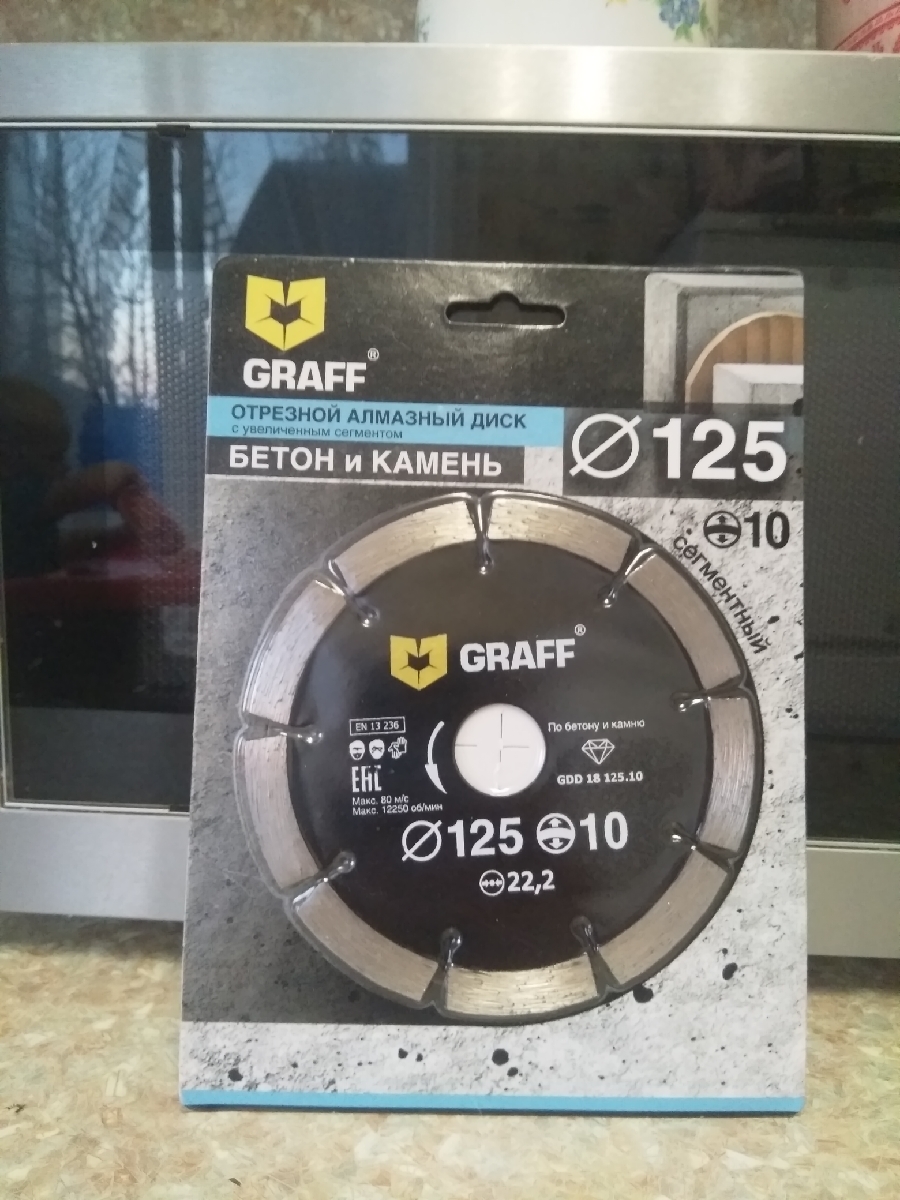 GRAFF®
ОТРЕЗНОЙ АЛМАЗНЫЙ ДИСК
с увеличенным сегментом
БЕТОН и КАМЕНЬ
Ø125
10
сегментный
GRAFF®
EN 13 236
EAC
Макс. 80 м/с
Макс. 12250 об/мин
По бетону и камню
GDD 18 125.10
Ø125 10
22,2